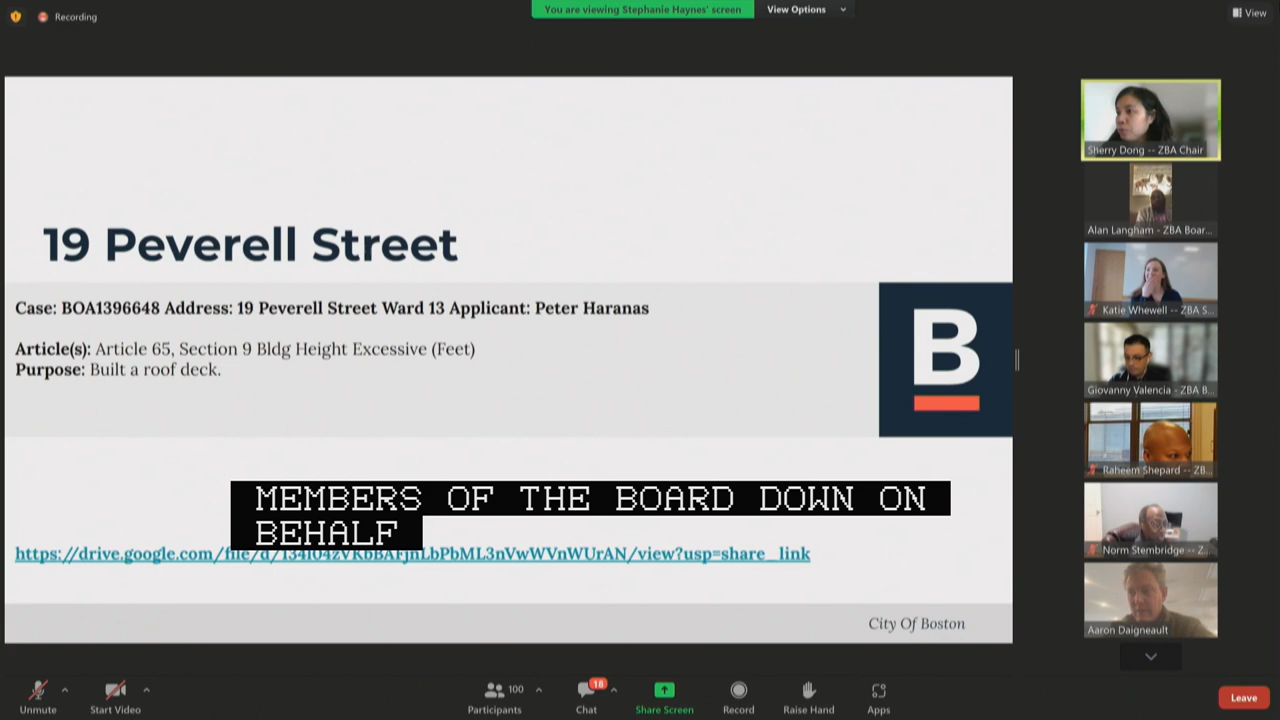 Recording
You are viewing Stephanie Haynes' screen
View Options
View
19 Peverell Street
Case: BOA1396648 Address: 19 Peverell Street Ward 13 Applicant: Peter Haranas
Article(s): Article 65, Section 9 Bldg Height Excessive (Feet)
Purpose: Built a roof deck.
B
MEMBERS OF THE BOARD DOWN ON
BEHALF
City Of Boston
Sherry Dong -- ZBA Chair
Alan Langham - ZBA Boar...
Katie Whewell -- ZBA S...
Giovanny Valencia - ZBA B...
Raheem Shepard -- ZB...
Norm Stembridge -- Z...
Aaron Daigneault
Unmute
Start Video
Participants
100
Chat
18
Share Screen
Record
Raise Hand
Apps
Leave